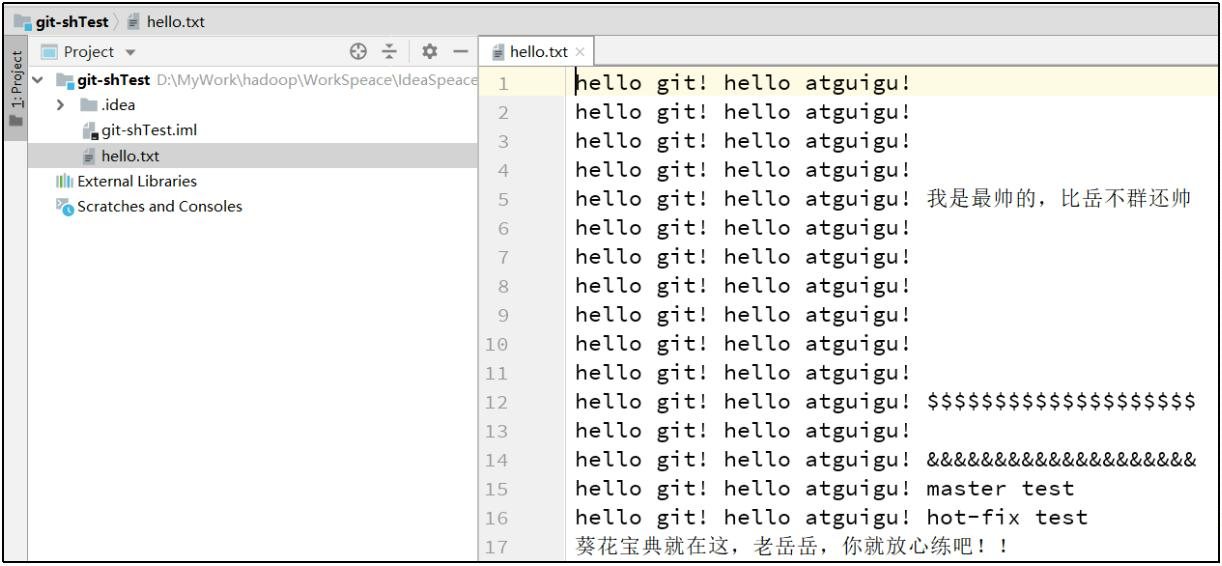 git-shTest hello.txt
1: Project
Project
git-shTest D:\MyWork\hadoop\WorkSpeace\IdeaSpeace
.idea
git-shTest.iml
hello.txt
External Libraries
Scratches and Consoles
hello.txt
1 hello git! hello atguigu!
2 hello git! hello atguigu!
3 hello git! hello atguigu!
4 hello git! hello atguigu!
5 hello git! hello atguigu! 我是最帅的，比岳不群还帅
6 hello git! hello atguigu!
7 hello git! hello atguigu!
8 hello git! hello atguigu!
9 hello git! hello atguigu!
10 hello git! hello atguigu!
11 hello git! hello atguigu!
12 hello git! hello atguigu! $$$$$$$$$$$$$$$$$$$$
13 hello git! hello atguigu!
14 hello git! hello atguigu! &&&&&&&&&&&&&&&&&&&&
15 hello git! hello atguigu! master test
16 hello git! hello atguigu! hot-fix test
17 葵花宝典就在这，老岳岳，你就放心练吧！！